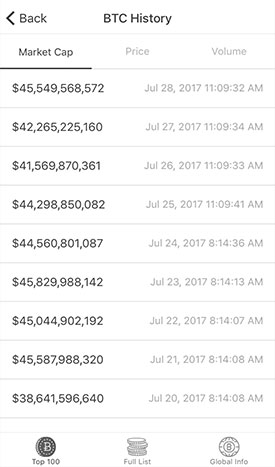 Back BTC History
Market Cap Price Volume
$45,549,568,572 Jul 28, 2017 11:09:32 AM
$42,265,225,160 Jul 27, 2017 11:09:34 AM
$41,569,870,361 Jul 26, 2017 11:09:33 AM
$44,298,850,082 Jul 25, 2017 11:09:41 AM
$44,560,801,087 Jul 24, 2017 8:14:36 AM
$45,829,988,142 Jul 23, 2017 8:14:13 AM
$45,044,902,192 Jul 22, 2017 8:14:07 AM
$45,587,988,320 Jul 21, 2017 8:14:08 AM
$38,641,596,640 Jul 20, 2017 8:14:08 AM
Top 100 Full List Global Info